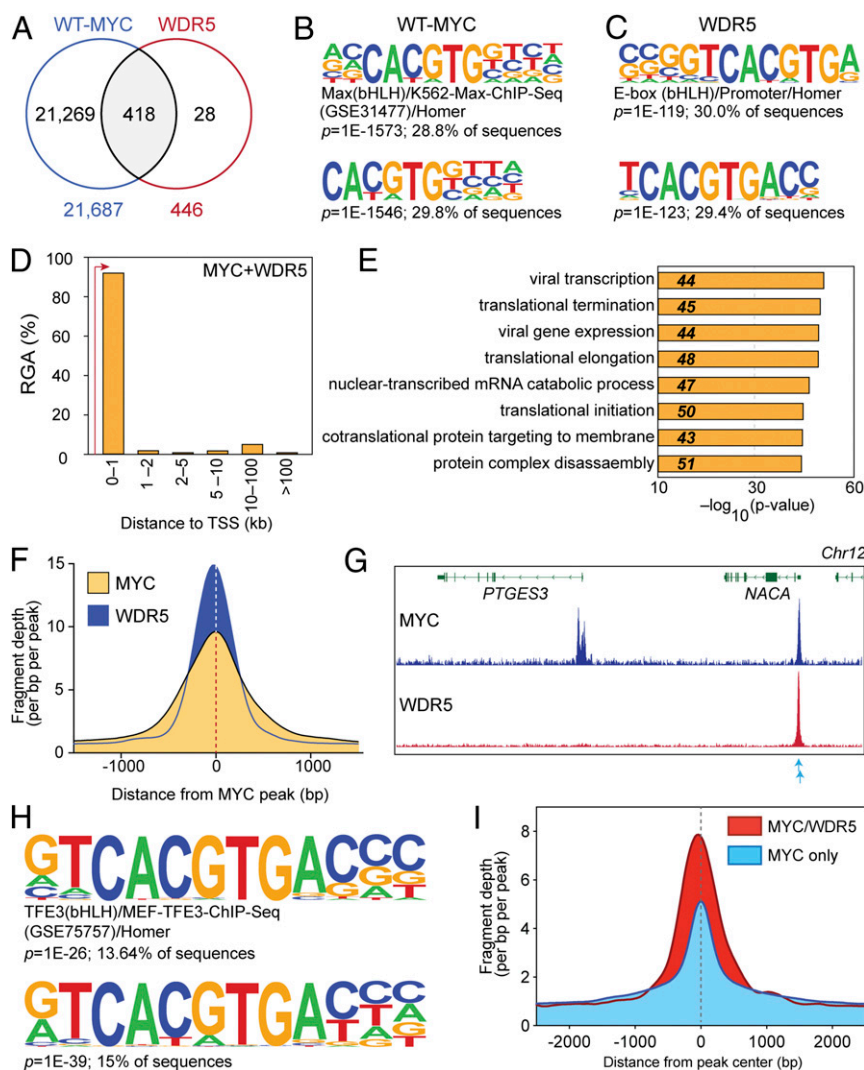 A
WT-MYC
WDR5
21,269
418
28
21,687
446
B
WT-MYC
CACGTG
Max(bHLH)/K562-Max-ChIP-Seq
(GSE31477)/Homer
p=1E-1573; 28.8% of sequences
CACGTG
p=1E-1546; 29.8% of sequences
C
WDR5
CCGGTCACGTGA
E-box (bHLH)/Promoter/Homer
p=1E-119; 30.0% of sequences
TCACGTGACC
p=1E-123; 29.4% of sequences
D
MYC+WDR5
RGA (%)
100
80
60
40
20
0
0–1
1 –2
2–5
5 –10
10–100
>100
Distance to TSS (kb)
E
viral transcription
44
translational termination
45
viral gene expression
44
translational elongation
48
nuclear-transcribed mRNA catabolic process
47
translational initiation
50
cotranslational protein targeting to membrane
43
protein complex disassaembly
51
10
30
60
–log10(p-value)
F
MYC
WDR5
Fragment depth
(per bp per peak)
15
10
5
0
-1000
0
1000
Distance from MYC peak (bp)
G
Chr12
PTGES3
NACA
MYC
WDR5
H
GTCACGTGACCC
TFE3(bHLH)/MEF-TFE3-ChIP-Seq
(GSE75757)/Homer
p=1E-26; 13.64% of sequences
GTCACGTGACCC
p=1E-39; 15% of sequences
I
MYC/WDR5
MYC only
Fragment depth
(per bp per peak)
8
6
4
2
0
-2000
-1000
0
1000
2000
Distance from peak center (bp)